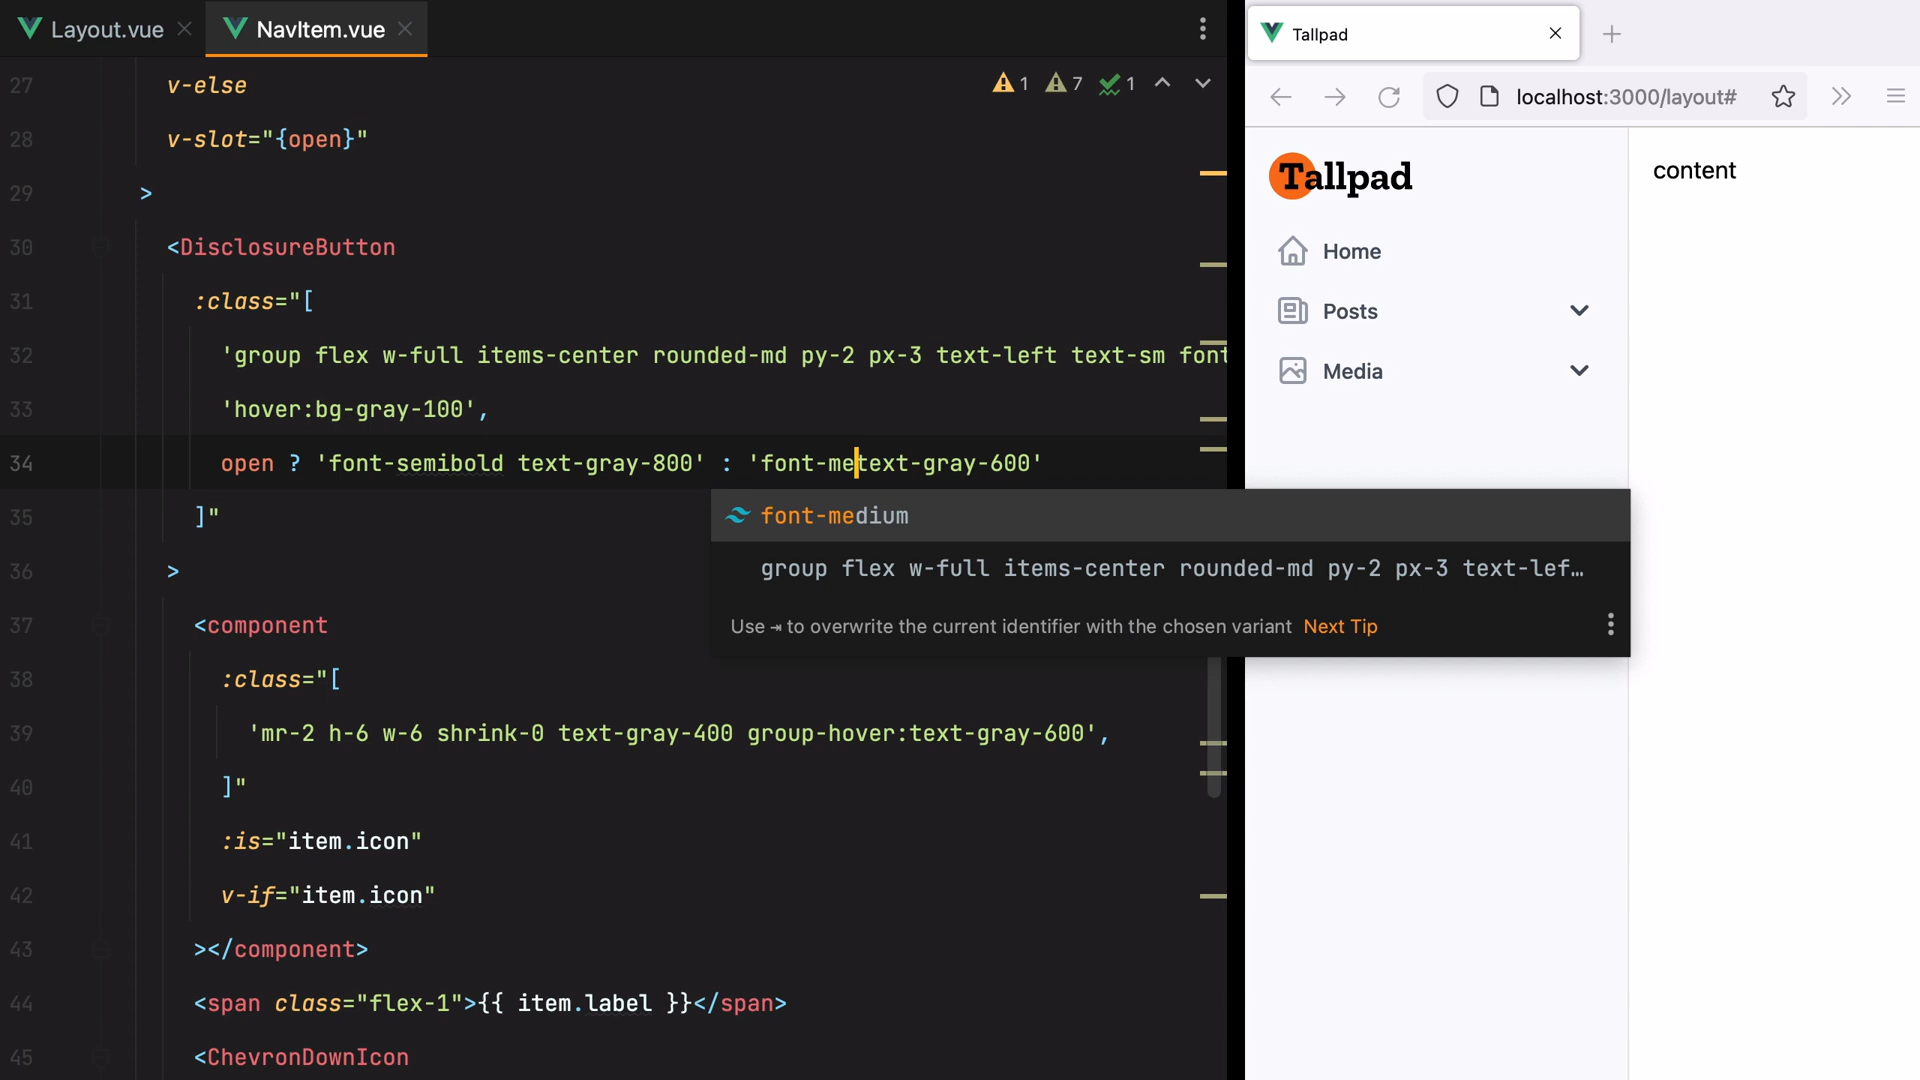 Layout.vue
NavItem.vue
27 v-else
1 7 1
28 v-slot="{open}"
29 >
30 <DisclosureButton
31 :class="[
32 'group flex w-full items-center rounded-md py-2 px-3 text-left text-sm font
33 'hover:bg-gray-100',
34 open ? 'font-semibold text-gray-800' : 'font-metext-gray-600'
35 ]"
36 >
37 <component
38 :class="[
39 'mr-2 h-6 w-6 shrink-0 text-gray-400 group-hover:text-gray-600',
40 ]"
41 :is="item.icon"
42 v-if="item.icon"
43 ></component>
44 <span class="flex-1">{{ item.label }}</span>
45 <ChevronDownIcon
font-medium
group flex w-full items-center rounded-md py-2 px-3 text-lef…
Use ⇥ to overwrite the current identifier with the chosen variant Next Tip
Tallpad
localhost:3000/layout#
Tallpad
Home
Posts
Media
content